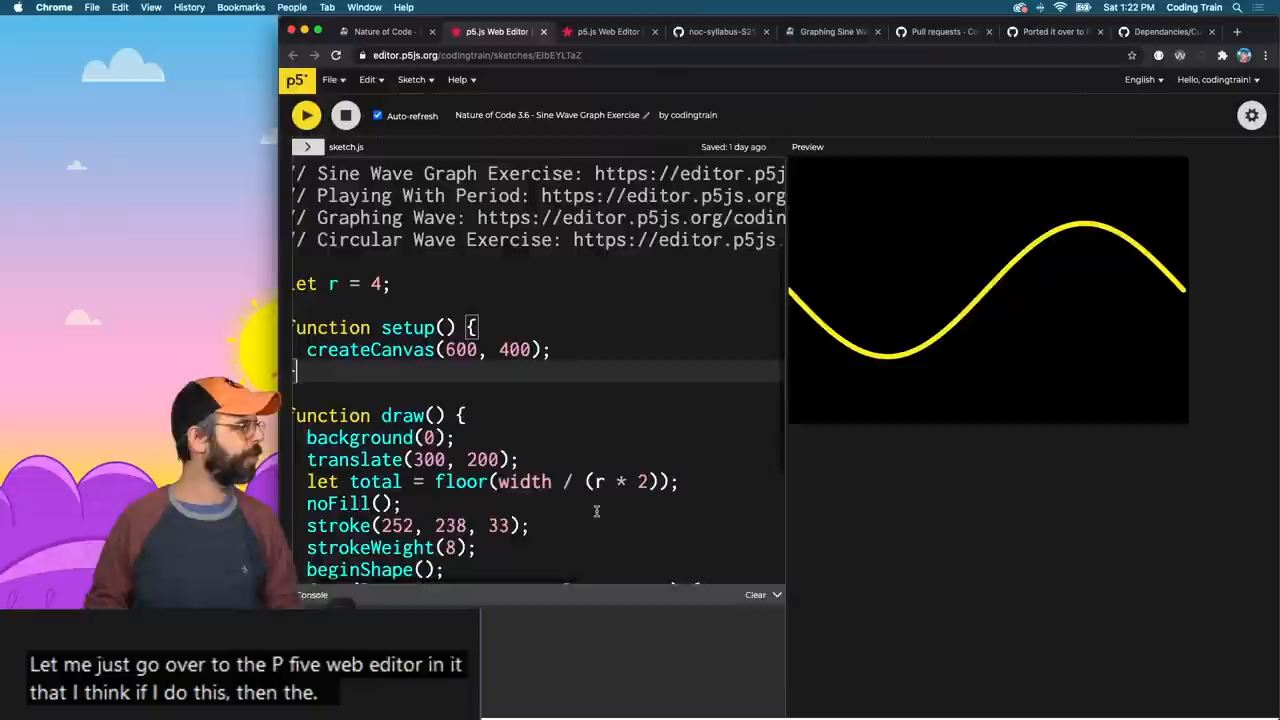 Chrome File Edit View History Bookmarks People Tab Window Help Sat 1:22 PM Coding Train
Nature of Code - p5.js Web Editor p5.js Web Editor noc-syllabus-S2 Graphing Sine Wa Pull requests - Co Ported it over to Dependencies/Cu
editor.p5js.org/codingtrain/sketches/EIbEYLTaZ
p5* File Edit Sketch Help English Hello, codingtrain!
Auto-refresh Nature of Code 3.6 - Sine Wave Graph Exercise by codingtrain
sketch.js Saved: 1 day ago Preview
/ Sine Wave Graph Exercise: https://editor.p5j
/ Playing With Period: https://editor.p5js.org
/ Graphing Wave: https://editor.p5js.org/codin
/ Circular Wave Exercise: https://editor.p5js.
et r = 4;
unction setup() {
createCanvas(600, 400);
unction draw() {
background(0);
translate(300, 200);
let total = floor(width / (r * 2));
noFill();
stroke(252, 238, 33);
strokeWeight(8);
beginShape();
onsole Clear
Let me just go over to the P five web editor in it
that I think if I do this, then the.